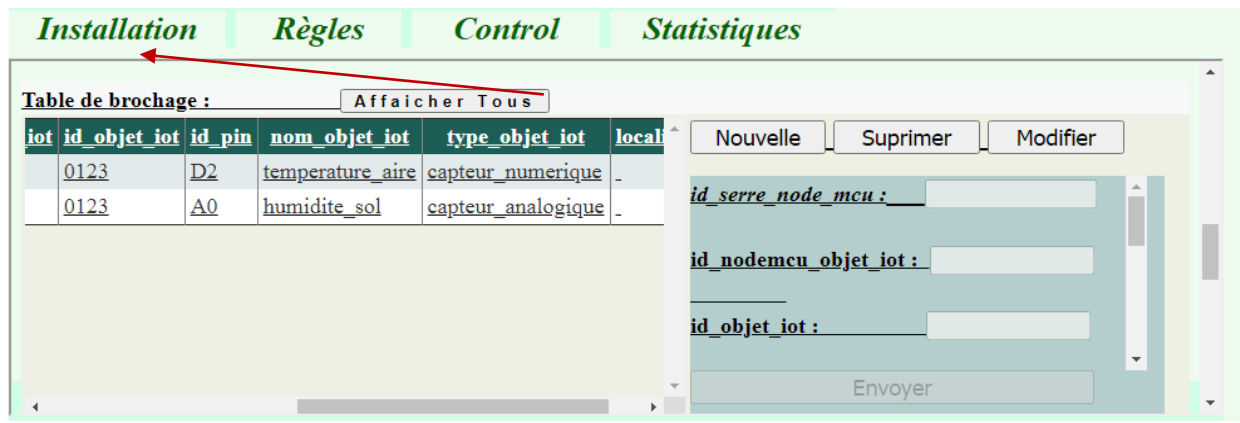 Installation Règles Control Statistiques
Table de brochage : Affaicher Tous
iot id_objet_iot id_pin nom_objet_iot type_objet_iot locali
0123 D2 temperature_aire capteur_numerique -
0123 A0 humidite_sol capteur_analogique -
Nouvelle Suprimer Modifier
id_serre_node_mcu :
id_nodemcu_objet_iot :
id_objet_iot :
Envoyer